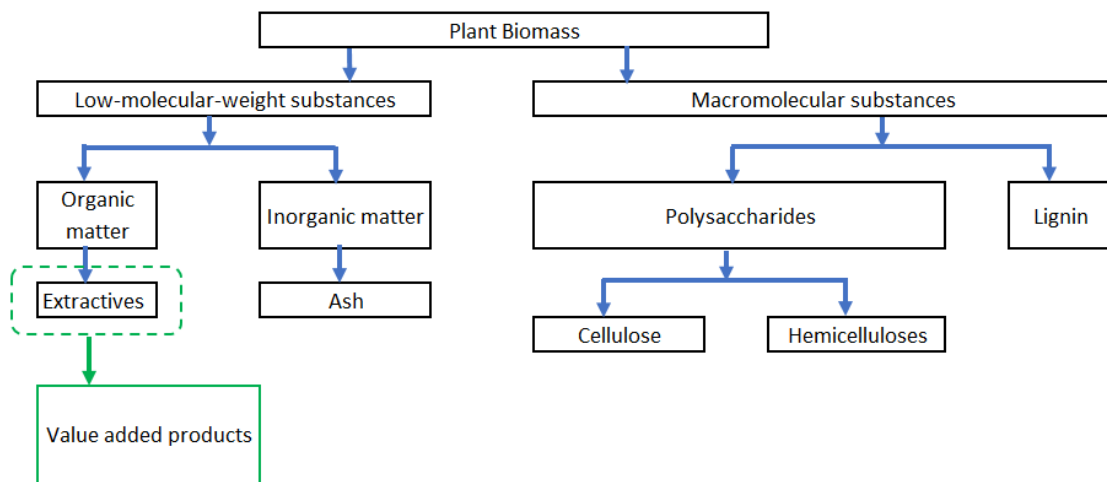 Plant Biomass
Low-molecular-weight substances
Macromolecular substances
Organic
matter
Inorganic matter
Polysaccharides
Lignin
Extractives
Ash
Cellulose
Hemicelluloses
Value added products